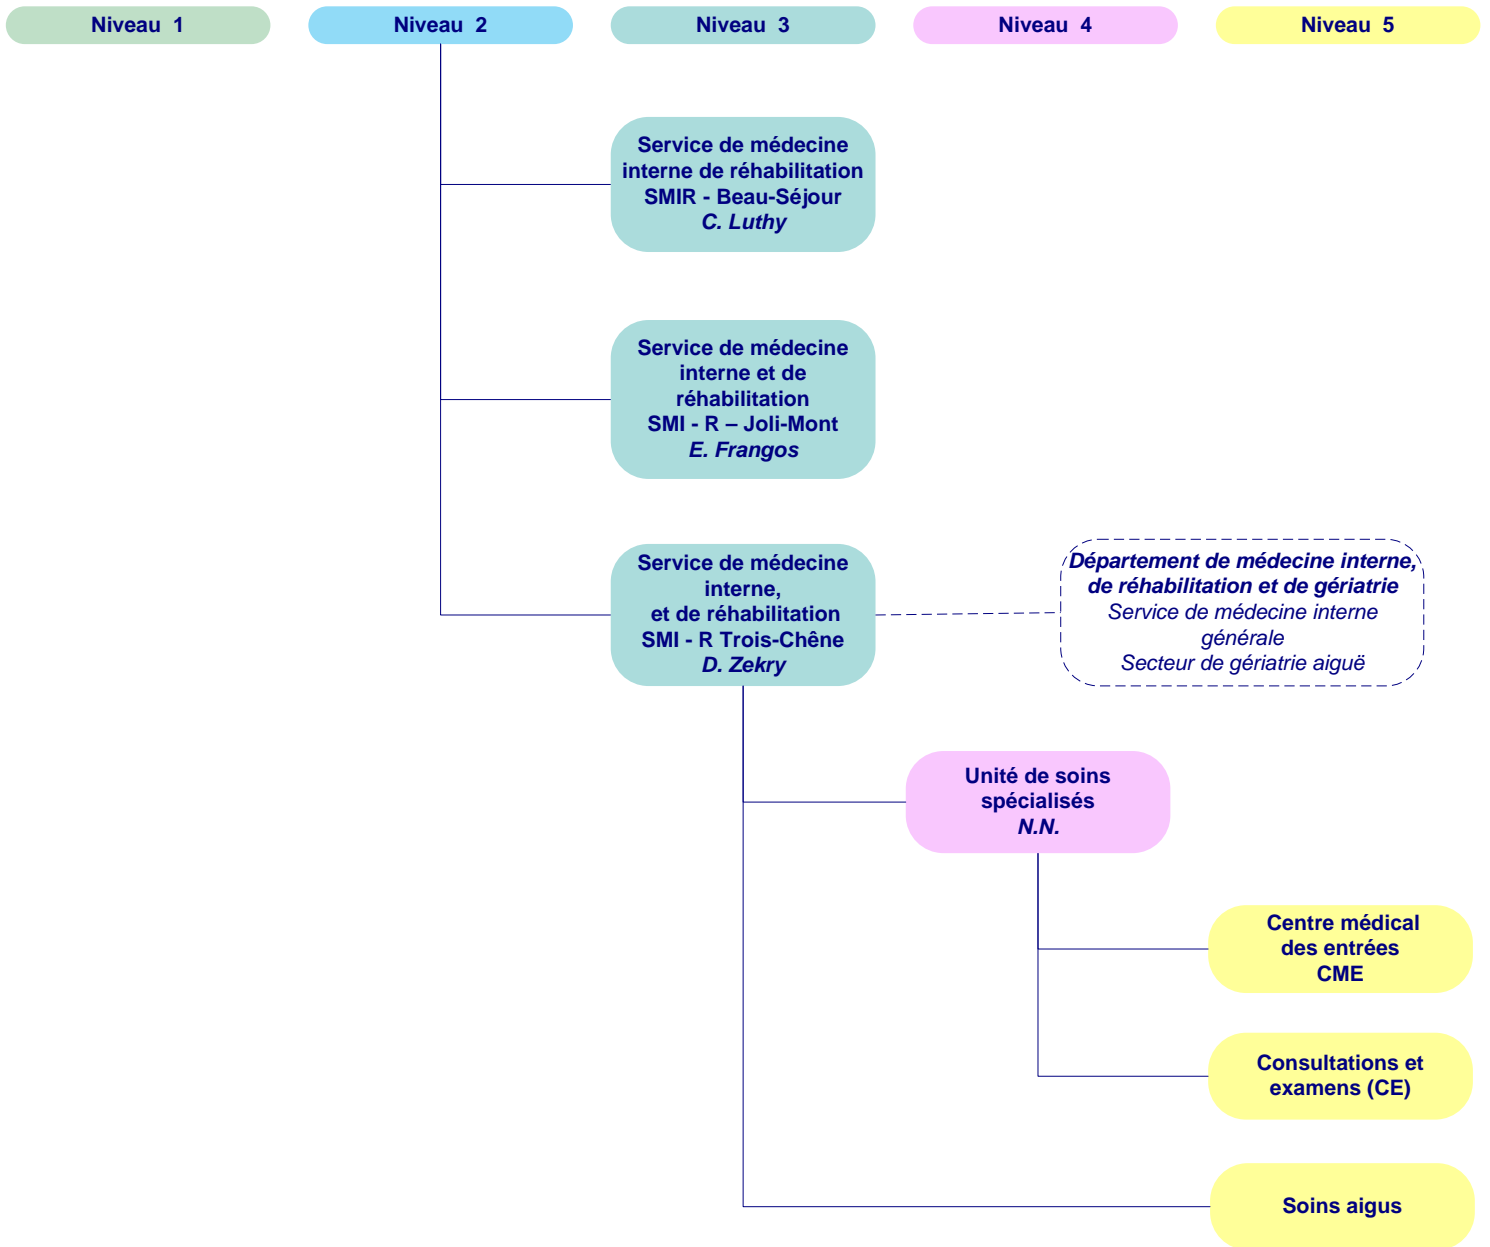 Niveau 1
Niveau 2
Niveau 3
Niveau 4
Niveau 5
Service de médecine
interne de réhabilitation
SMIR - Beau-Séjour
C. Luthy
Service de médecine
interne et de
réhabilitation
SMI - R – Joli-Mont
E. Frangos
Service de médecine
interne,
et de réhabilitation
SMI - R Trois-Chêne
D. Zekry
Département de médecine interne,
de réhabilitation et de gériatrie
Service de médecine interne
générale
Secteur de gériatrie aiguë
Unité de soins
spécialisés
N.N.
Centre médical
des entrées
CME
Consultations et
examens (CE)
Soins aigus